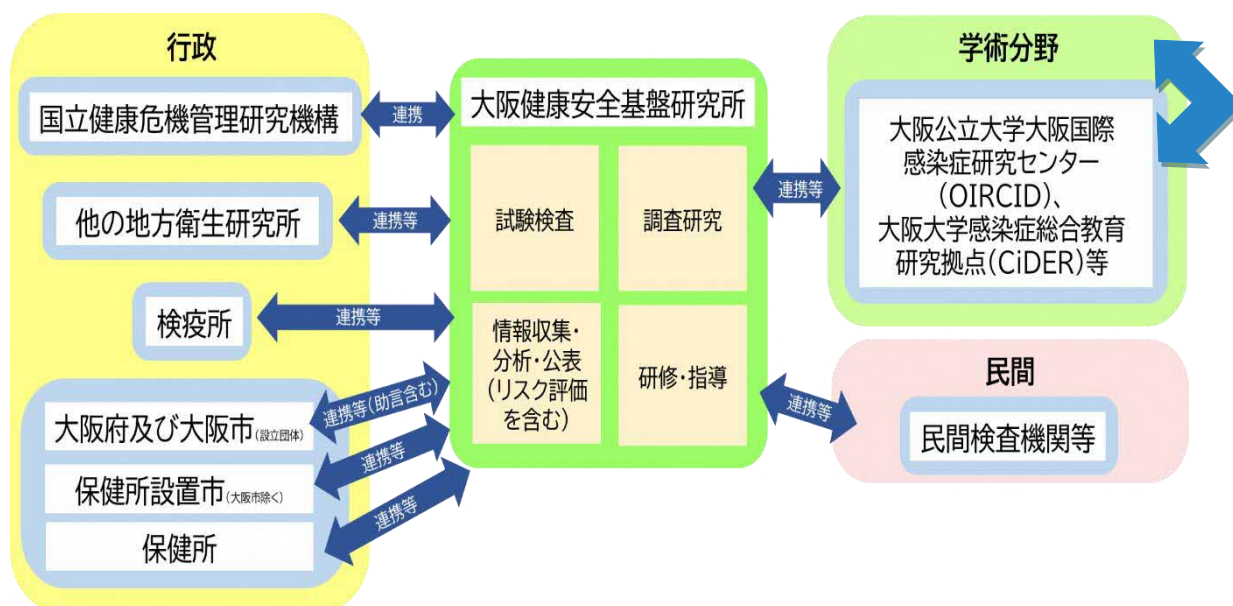 行政
国立健康危機管理研究機構
連携
他の地方衛生研究所
連携等
検疫所
連携等
大阪府及び大阪市(設立団体)
連携等(助言含む)
保健所設置市(大阪市除く)
連携等
保健所
連携等
大阪健康安全基盤研究所
試験検査
調査研究
情報収集・
分析・公表
(リスク評価
を含む)
研修・指導
連携等
学術分野
大阪公立大学大阪国際
感染症研究センター
(OIRCID)、
大阪大学感染症総合教育
研究拠点(CiDER)等
連携等
民間
民間検査機関等